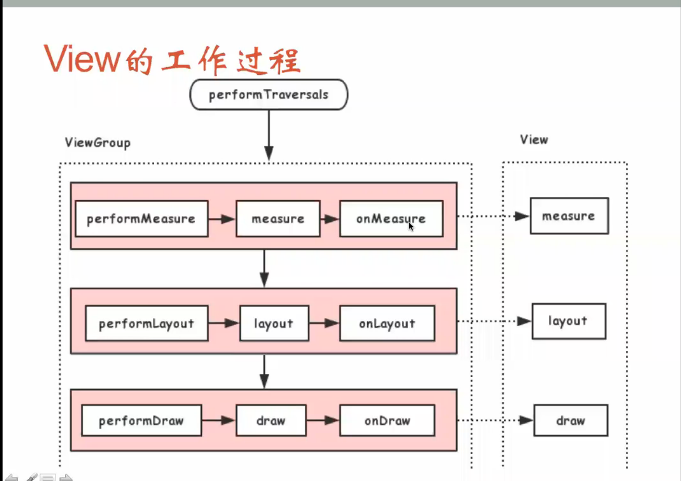 View的工作过程
performTraversals
ViewGroup
View
performMeasure
measure
onMeasure
measure
performLayout
layout
onLayout
layout
performDraw
draw
onDraw
draw